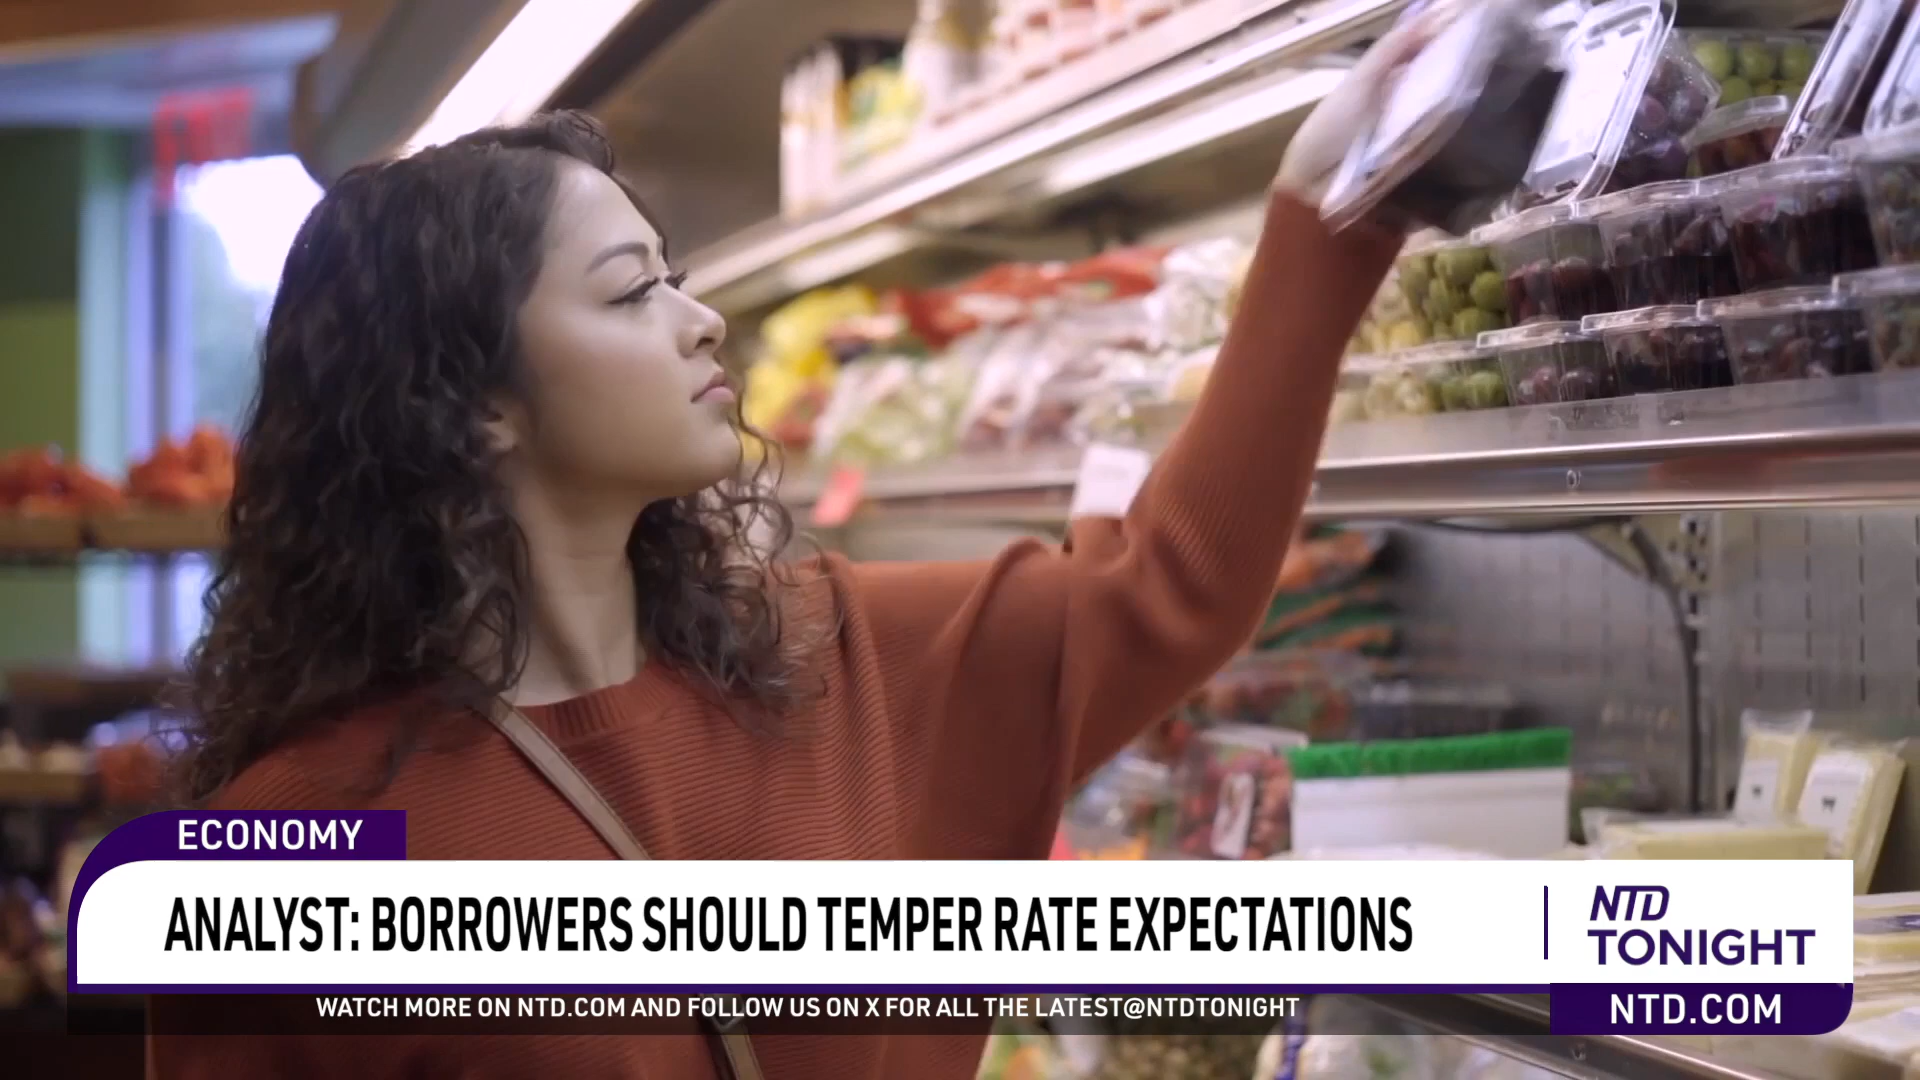 ECONOMY
ANALYST: BORROWERS SHOULD TEMPER RATE EXPECTATIONS
NTD
TONIGHT
WATCH MORE ON NTD.COM AND FOLLOW US ON X FOR ALL THE LATEST@NTDTONIGHT
NTD.COM